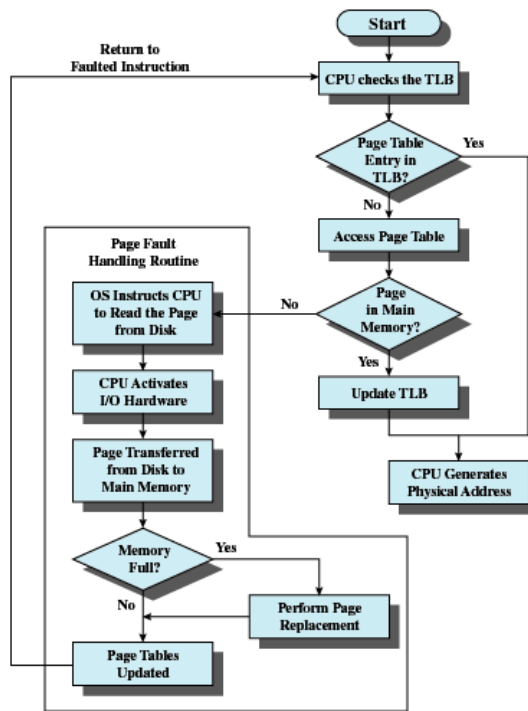 Start
Return to
Faulted Instruction
CPU checks the TLB
Page Table
Entry in
TLB?
Yes
No
Access Page Table
Page Fault
Handling Routine
OS Instructs CPU
to Read the Page
from Disk
No
Page
in Main
Memory?
Yes
CPU Activates
I/O Hardware
Update TLB
Page Transferred
from Disk to
Main Memory
CPU Generates
Physical Address
Memory
Full?
Yes
No
Perform Page
Replacement
Page Tables
Updated